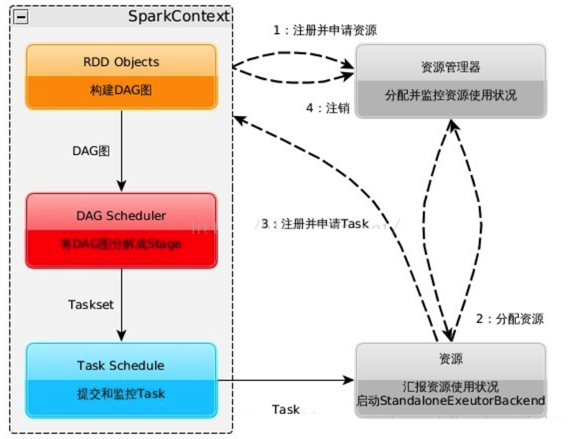 SparkContext
RDD Objects
构建DAG图
DAG图
DAG Scheduler
将DAG图分解成Stage
Taskset
Task Schedule
提交和监控Task
1：注册并申请资源
4：注销
资源管理器
分配并监控资源使用状况
3：注册并申请Task
2：分配资源
资源
汇报资源使用状况
启动StandaloneExeutorBackend
Task